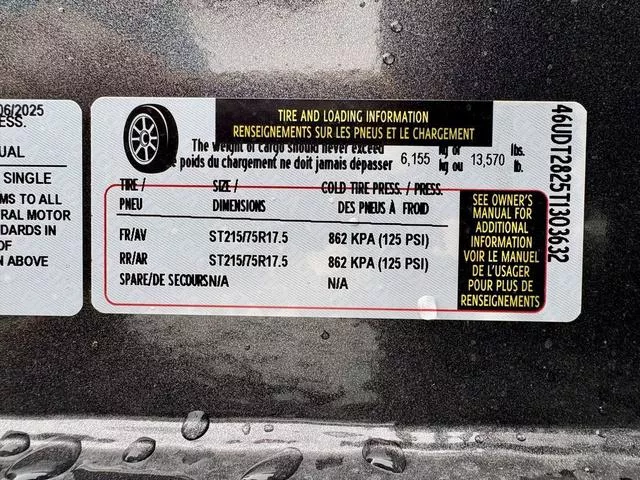 06/2025
ESS.
UAL
SINGLE
MS TO ALL
ERAL MOTOR
DARDS IN
OF
N ABOVE
TIRE AND LOADING INFORMATION
RENSEIGNEMENTS SUR LES PNEUS ET LE CHARGEMENT
The weight of cargo should never exceed 6,155 kg or 13,570 lbs.
e poids du chargement ne doit jamais dépasser kg ou lb.
TIRE / SIZE / COLD TIRE PRESS. / PRESS.
PNEU DIMENSIONS DES PNEUS À FROID
FR/AV ST215/75R17.5 862 KPA (125 PSI)
RR/AR ST215/75R17.5 862 KPA (125 PSI)
SPARE/DE SECOURS N/A N/A
SEE OWNER'S
MANUAL FOR
ADDITIONAL
INFORMATION
VOIR LE MANUEL
DE L'USAGER
POUR PLUS DE
RENSEIGNEMENTS
46UDT2825T1303632